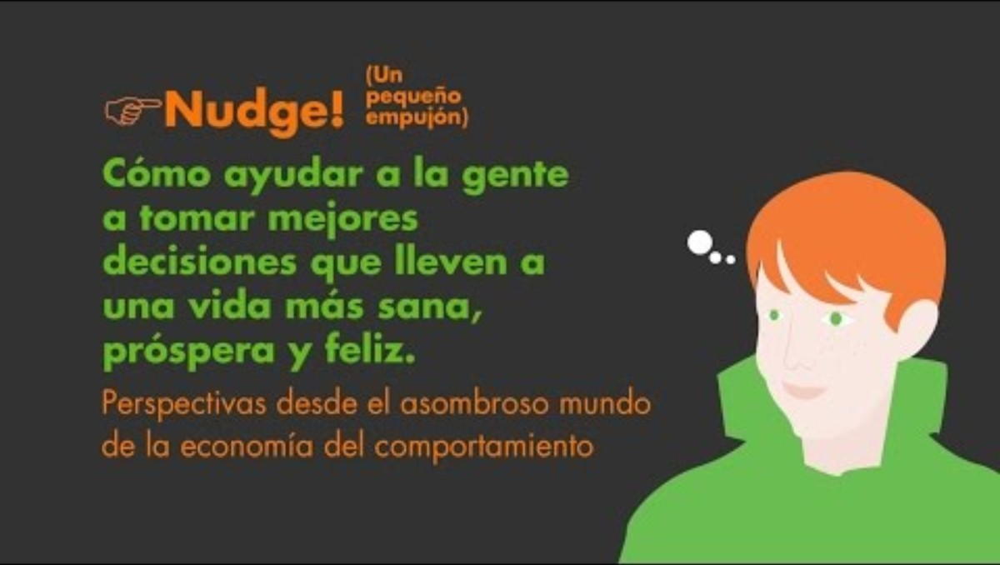 ☞Nudge!
(Un
pequeño
empujón)
Cómo ayudar a la gente
a tomar mejores
decisiones que lleven a
una vida más sana,
próspera y feliz.
Perspectivas desde el asombroso mundo
de la economía del comportamiento